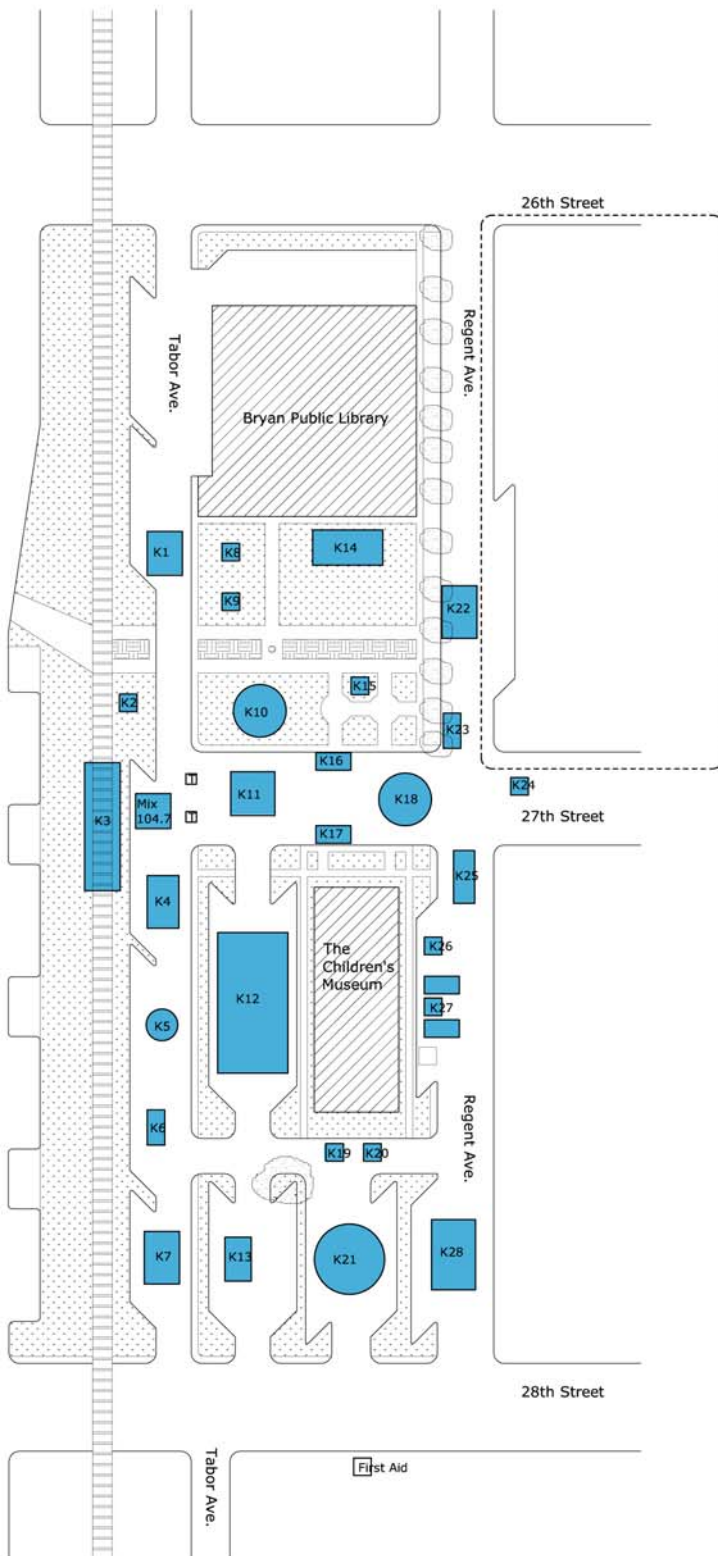 26th Street
Tabor Ave.
Regent Ave.
Bryan Public Library
K1
K8
K14
K9
K22
K15
K2
K10
K23
K16
T
K24
Mix
104.7
K11
K18
K3
T
27th Street
K17
K4
K25
The
Children's
Museum
K26
K12
K27
K5
K6
Regent Ave.
K19
K20
K7
K13
K21
K28
28th Street
Tabor Ave.
First Aid